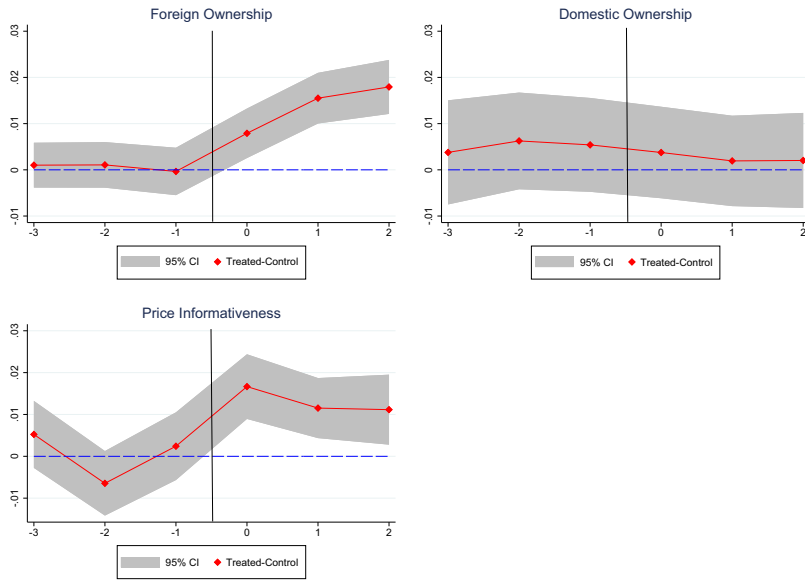 Foreign Ownership
.03
.02
.01
0
-.01
-3 -2 -1 0 1 2
95% CI Treated-Control
Domestic Ownership
.03
.02
.01
0
-.01
-3 -2 -1 0 1 2
95% CI Treated-Control
Price Informativeness
.03
.02
.01
0
-.01
-3 -2 -1 0 1 2
95% CI Treated-Control